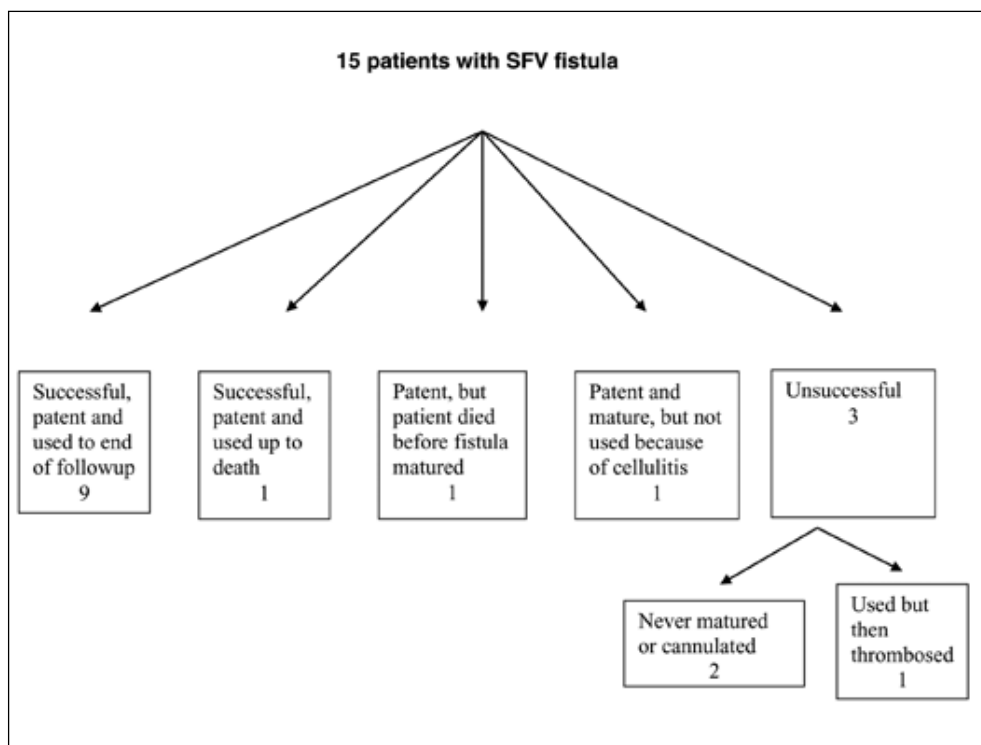 15 patients with SFV fistula
Successful,
patent and
used to end
of followup
9
Successful,
patent and
used up to
death
1
Patent, but
patient died
before fistula
matured
1
Patent and
mature, but not
used because
of cellulitis
1
Unsuccessful
3
Never matured
or cannulated
2
Used but
then
thrombosed
1